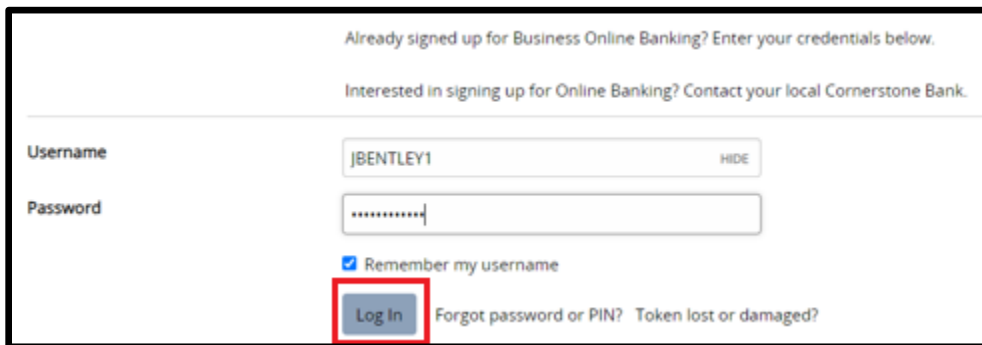 Already signed up for Business Online Banking? Enter your credentials below.
Interested in signing up for Online Banking? Contact your local Cornerstone Bank.
Username JBENTLEY1 HIDE
Password ••••••••••••
Remember my username
Log In Forgot password or PIN? Token lost or damaged?